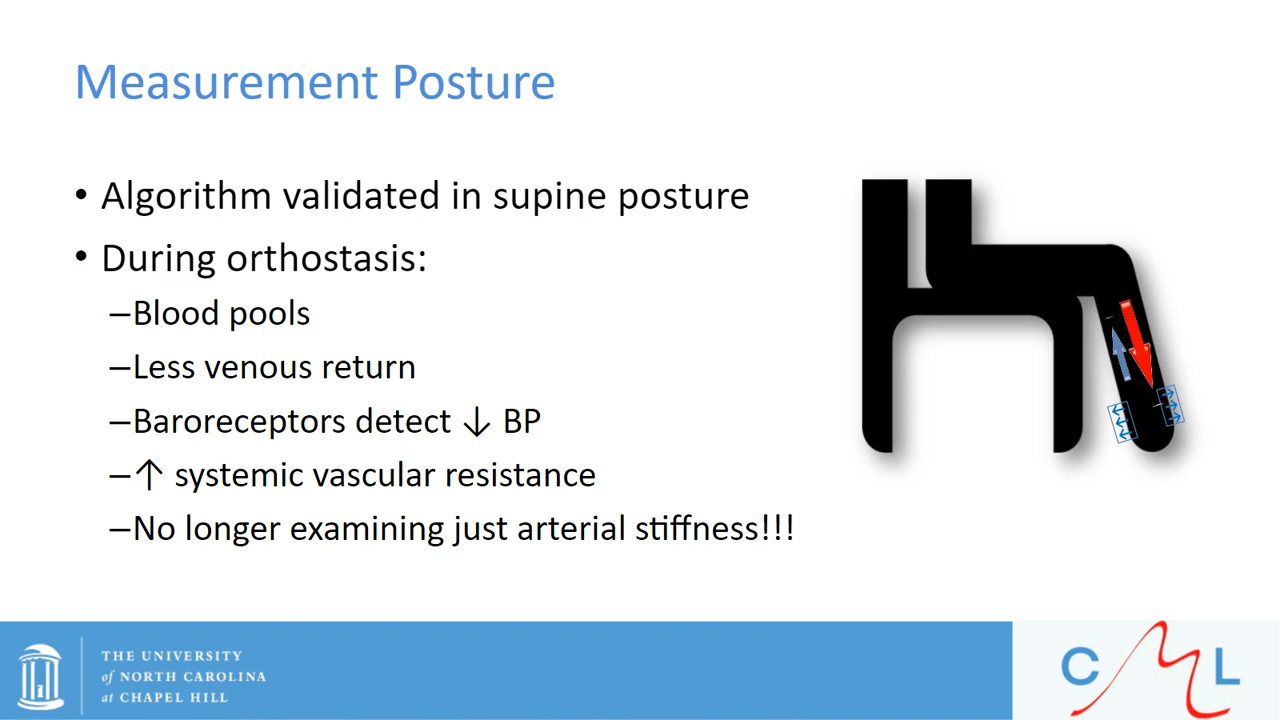 Measurement Posture
• Algorithm validated in supine posture
• During orthostasis:
–Blood pools
–Less venous return
–Baroreceptors detect ↓ BP
–↑ systemic vascular resistance
–No longer examining just arterial stiffness!!!
THE UNIVERSITY
of NORTH CAROLINA
at CHAPEL HILL
CML